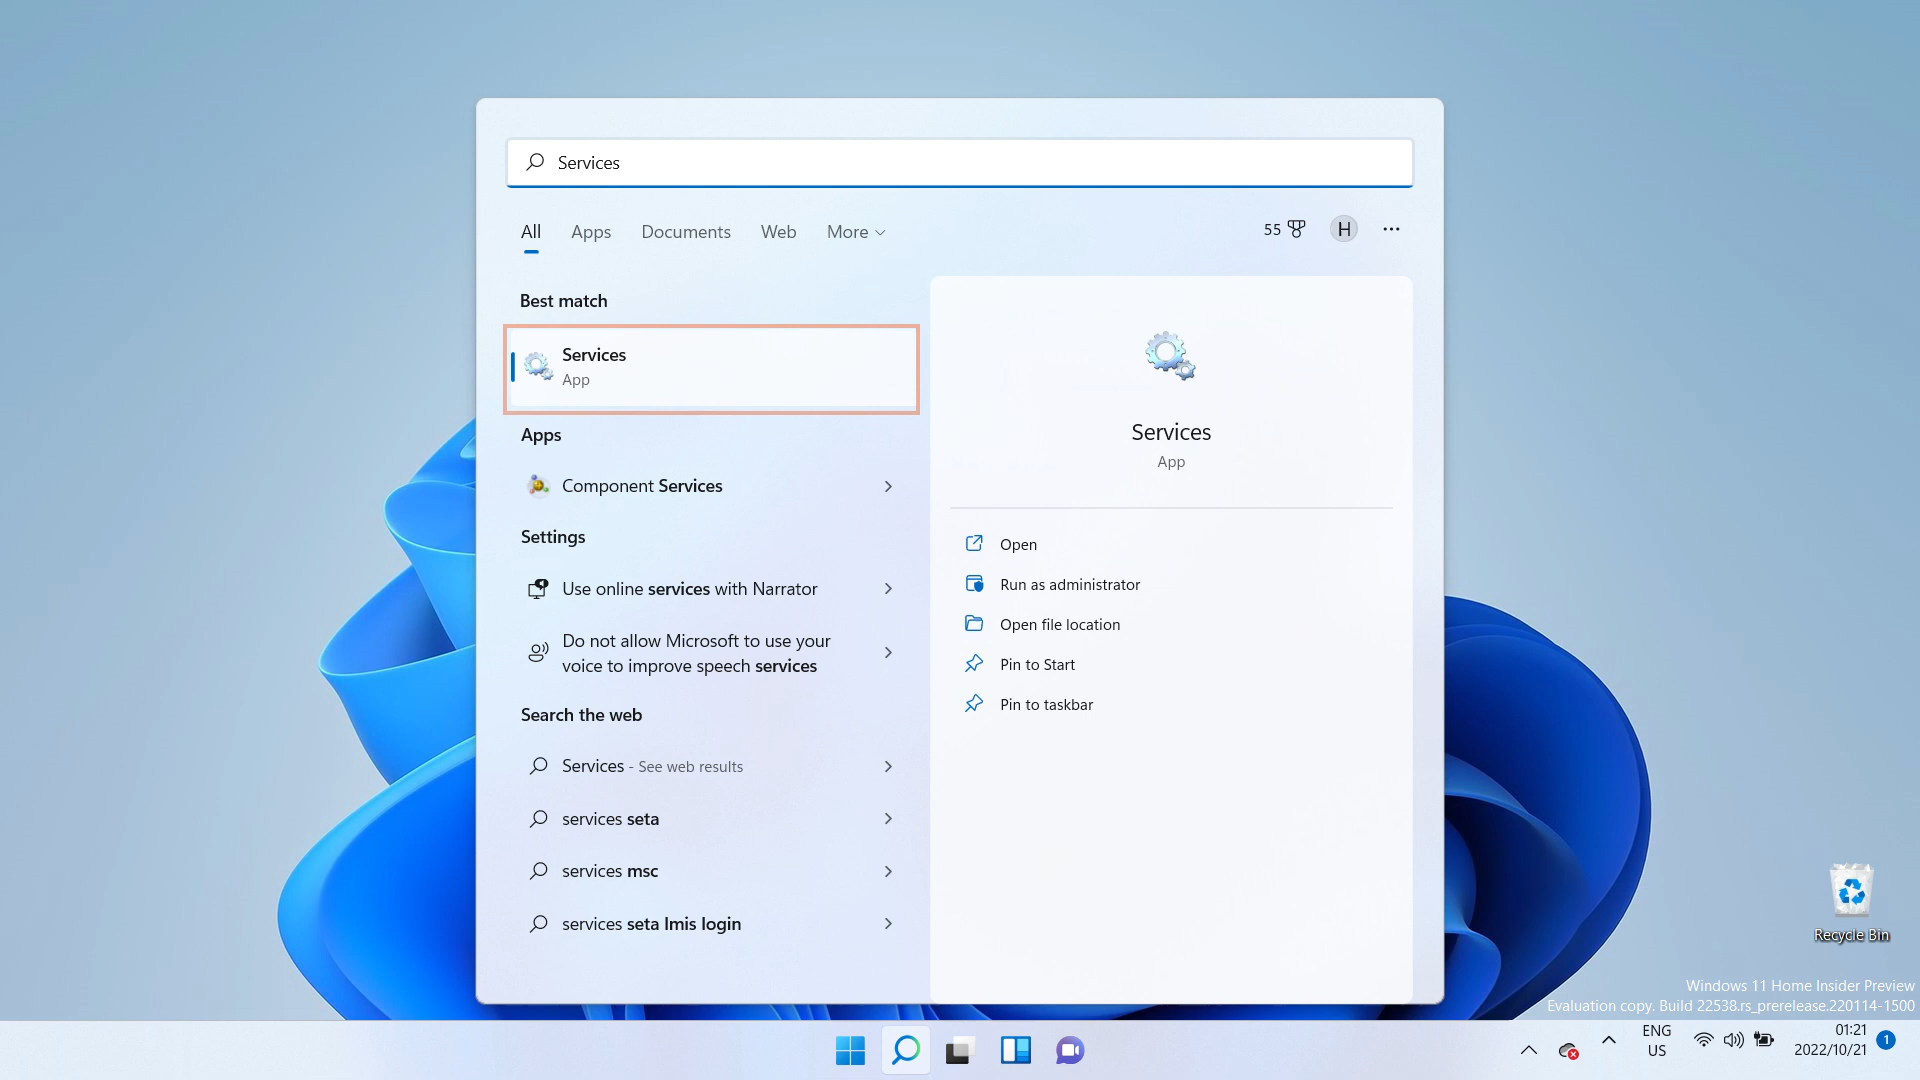 Services
All Apps Documents Web More
55 H
Best match
Services
App
Apps
Component Services
Settings
Use online services with Narrator
Do not allow Microsoft to use your
voice to improve speech services
Search the web
Services - See web results
services seta
services msc
services seta lmis login
Services
App
Open
Run as administrator
Open file location
Pin to Start
Pin to taskbar
Recycle Bin
Windows 11 Home Insider Preview
Evaluation copy. Build 22538.rs_prerelease.220114-1500
ENG
US
01:21
2022/10/21
1